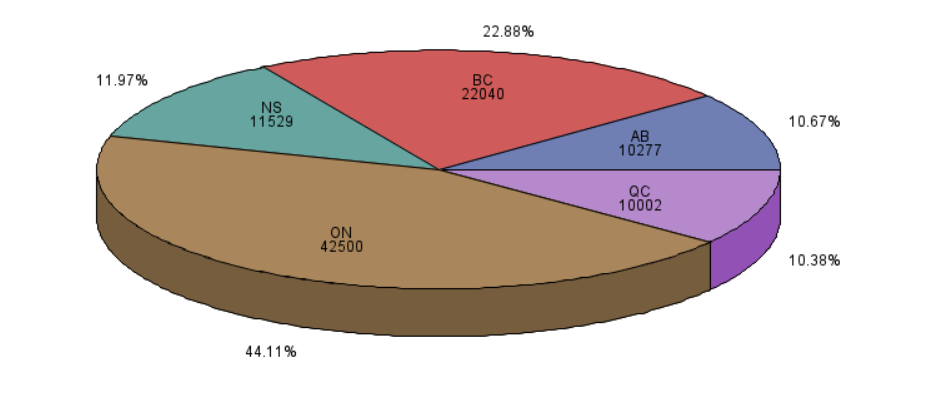 22.88%
BC
22040
11.97%
NS
11529
10.67%
AB
10277
QC
10002
ON
42500
10.38%
44.11%